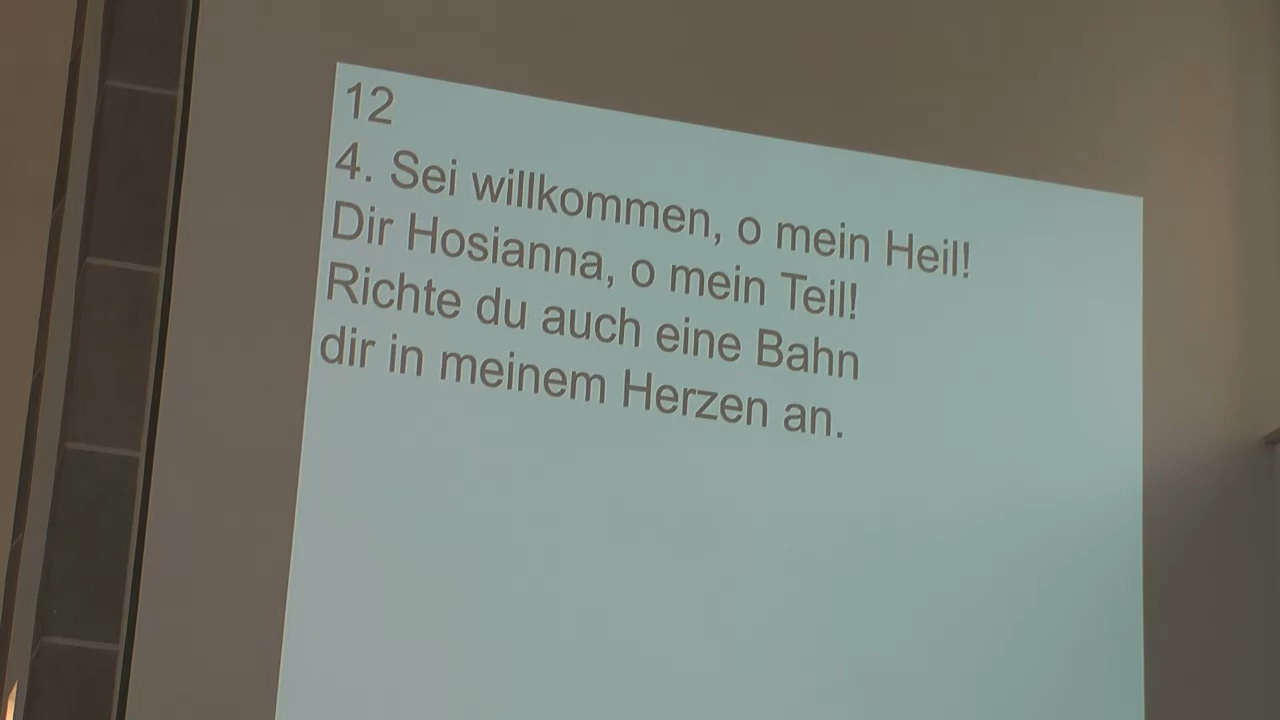 12
4. Sei willkommen, o mein Heil!
Dir Hosianna, o mein Teil!
Richte du auch eine Bahn
dir in meinem Herzen an.